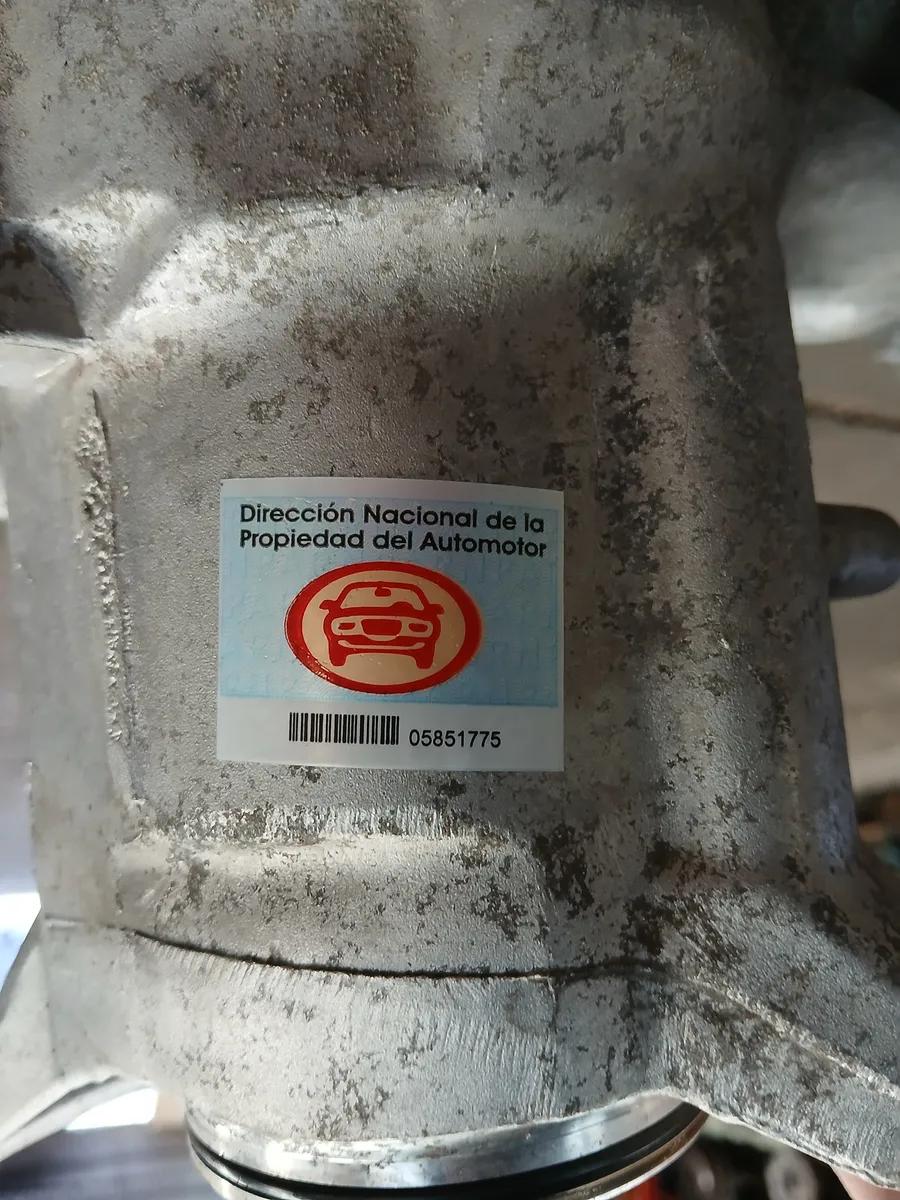 Dirección Nacional de la
Propiedad del Automotor
05851775